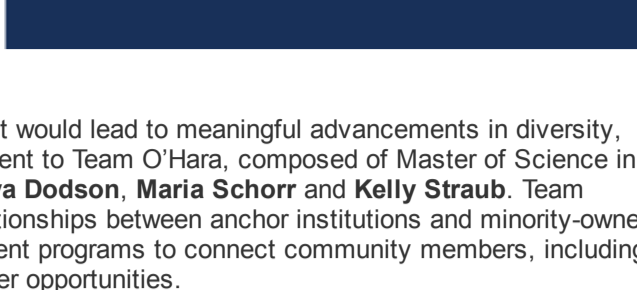 t would lead to meaningful advancements in diversity,
ent to Team O’Hara, composed of Master of Science in
a Dodson, Maria Schorr and Kelly Straub. Team
tionships between anchor institutions and minority-owne
ent programs to connect community members, including
er opportunities.